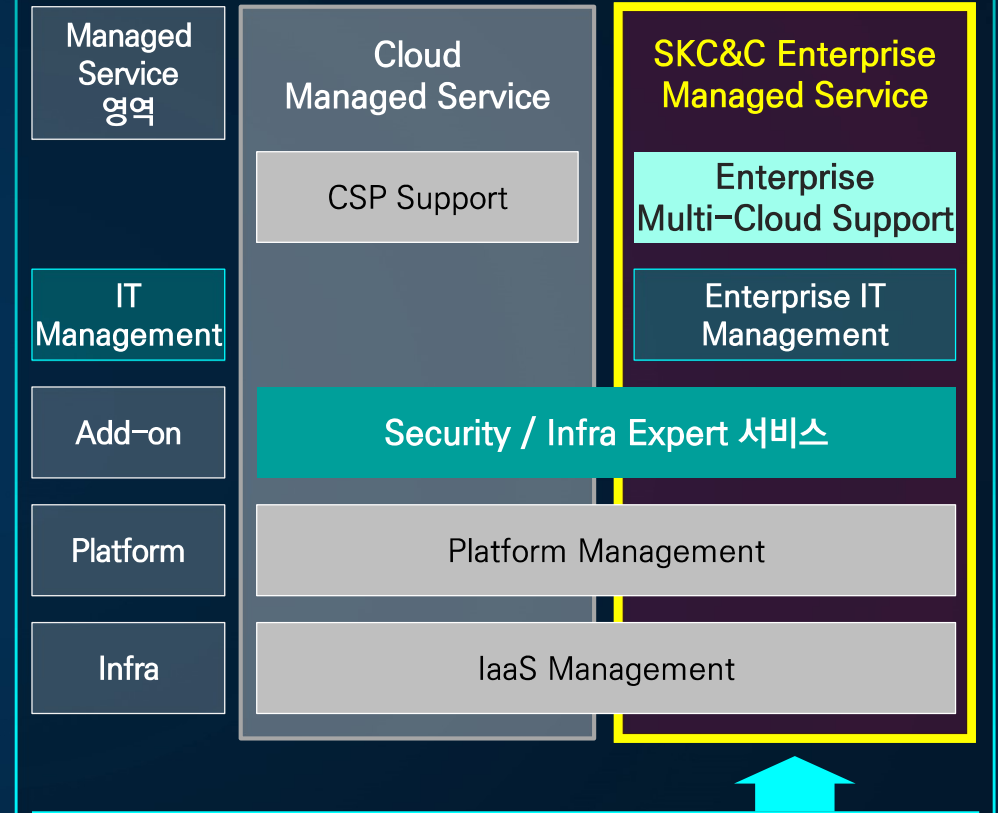 Managed
Service
영역
Cloud
Managed Service
SKC&C Enterprise
Managed Service
CSP Support
Enterprise
Multi-Cloud Support
IT
Management
Enterprise IT
Management
Add-on
Security / Infra Expert 서비스
Platform
Platform Management
Infra
IaaS Management